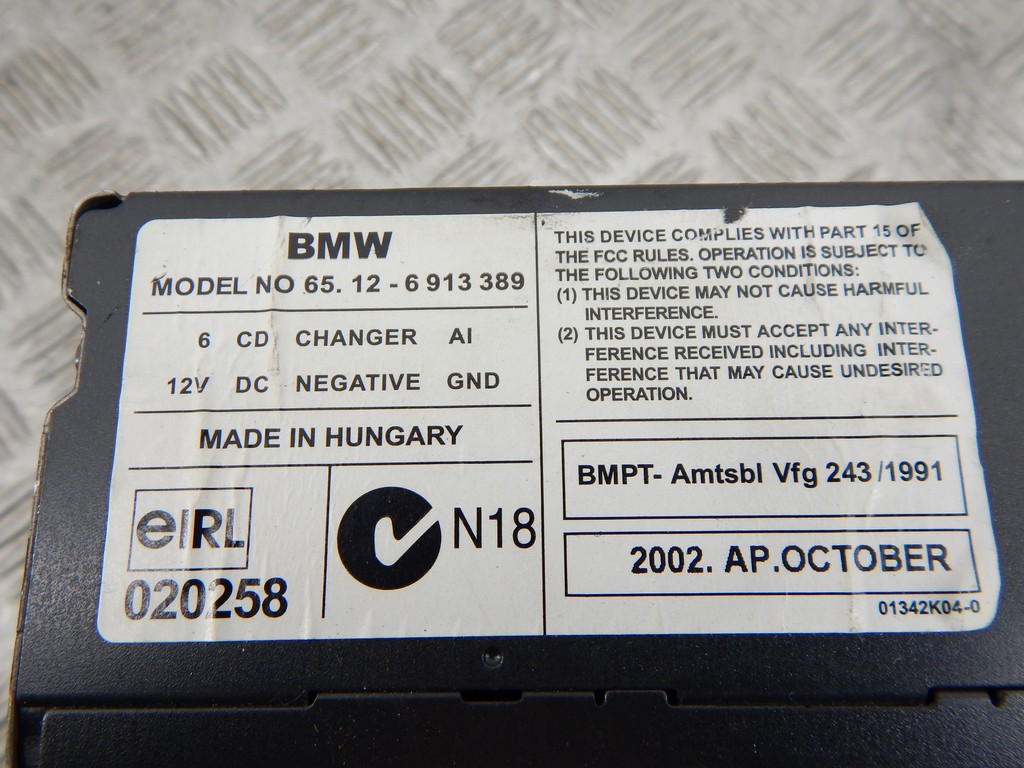 BMW
MODEL NO 65. 12 - 6 913 389
6 CD CHANGER AI
12V DC NEGATIVE GND
MADE IN HUNGARY
eIRL
020258
N18
THIS DEVICE COMPLIES WITH PART 15 OF
THE FCC RULES. OPERATION IS SUBJECT TO
THE FOLLOWING TWO CONDITIONS:
(1) THIS DEVICE MAY NOT CAUSE HARMFUL
INTERFERENCE.
(2) THIS DEVICE MUST ACCEPT ANY INTER-
FERENCE RECEIVED INCLUDING INTER-
FERENCE THAT MAY CAUSE UNDESIRED
OPERATION.
BMPT- Amtsbl Vfg 243 /1991
2002. AP.OCTOBER
01342K04-0